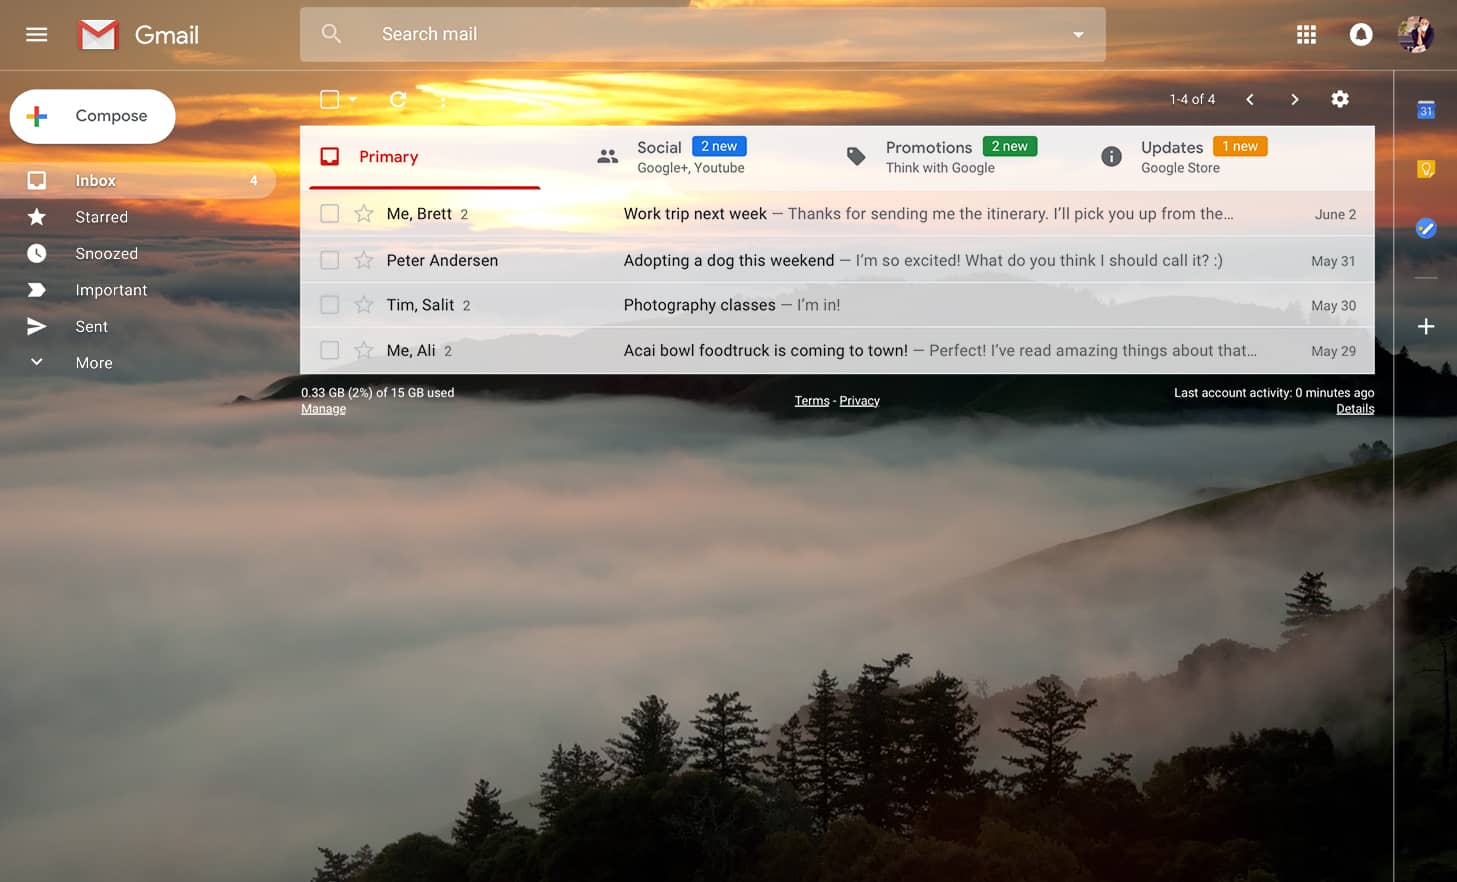 Gmail
Search mail
Compose
1-4 of 4
31
Primary
Social 2 new
Google+, Youtube
Promotions 2 new
Think with Google
Updates 1 new
Google Store
Inbox 4
Starred
Snoozed
Important
Sent
More
Me, Brett 2 Work trip next week — Thanks for sending me the itinerary. I’ll pick you up from the... June 2
Peter Andersen Adopting a dog this weekend — I’m so excited! What do you think I should call it? :) May 31
Tim, Salit 2 Photography classes — I’m in! May 30
Me, Ali 2 Acai bowl foodtruck is coming to town! — Perfect! I’ve read amazing things about that... May 29
0.33 GB (2%) of 15 GB used
Manage
Terms - Privacy
Last account activity: 0 minutes ago
Details